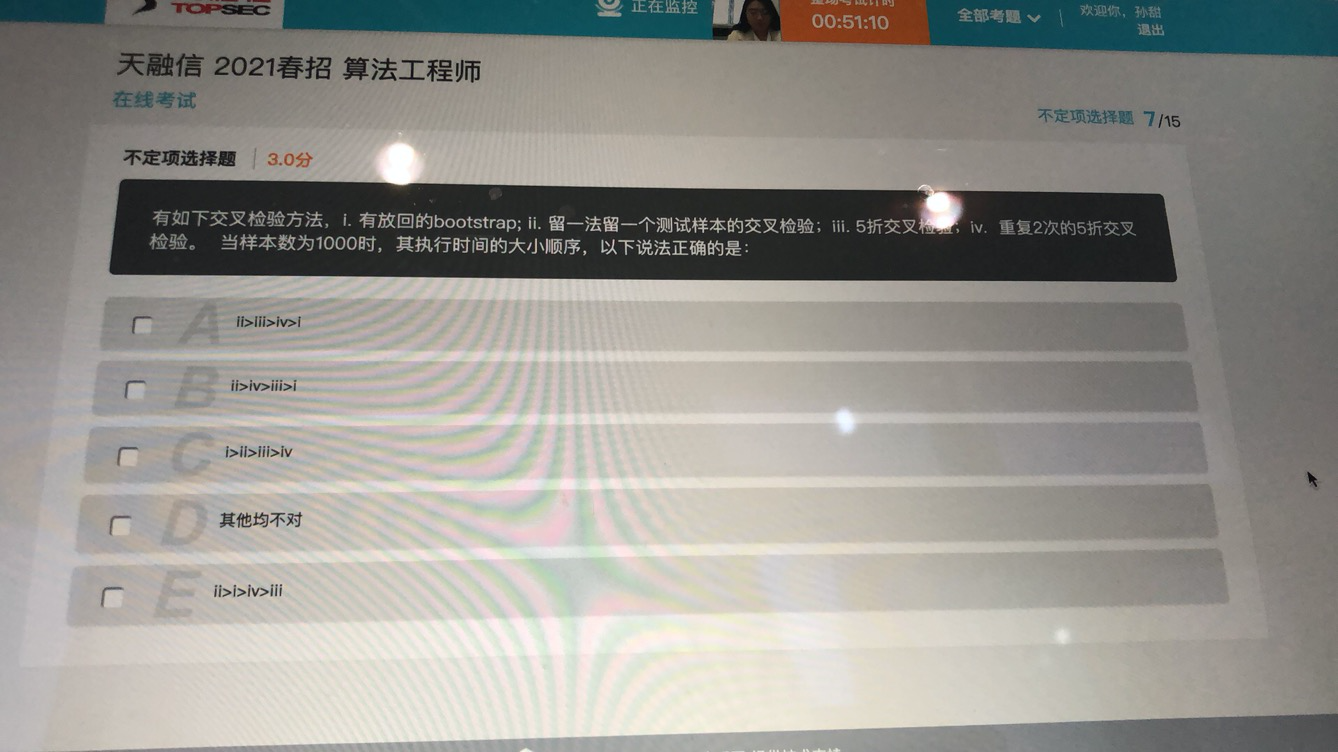 TOPSEC
正在监控
00:51:10
全部考题
欢迎你，孙甜
退出
天融信 2021春招 算法工程师
在线考试
不定项选择题 7/15
不定项选择题 3.0分
有如下交叉检验方法，i. 有放回的bootstrap; ii. 留一法留一个测试样本的交叉检验；iii. 5折交叉检验；iv. 重复2次的5折交叉
检验。 当样本数为1000时，其执行时间的大小顺序，以下说法正确的是：
A ii>iii>iv>i
B ii>iv>iii>i
C i>ii>iii>iv
D 其他均不对
E ii>i>iv>iii